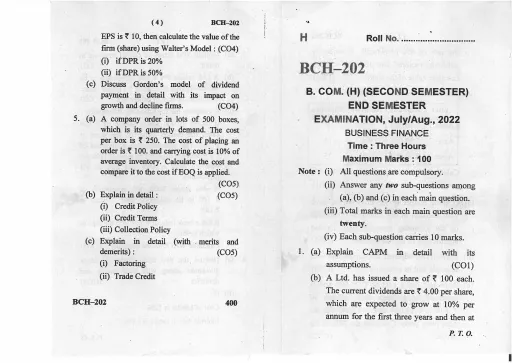 ( 4 ) BCH-202
EPS is ₹ 10, then calculate the value of the
firm (share) using Walter's Model : (CO4)
(i) if DPR is 20%
(ii) if DPR is 50%
(c) Discuss Gordon's model of dividend
payment in detail with its impact on
growth and decline firms. (CO4)
5. (a) A company order in lots of 500 boxes,
which is its quarterly demand. The cost
per box is ₹ 250. The cost of placing an
order is ₹ 100. and carrying cost is 10% of
average inventory. Calculate the cost and
compare it to the cost if EOQ is applied.
(CO5)
(b) Explain in detail : (CO5)
(i) Credit Policy
(ii) Credit Terms
(iii) Collection Policy
(c) Explain in detail (with merits and
demerits) : (CO5)
(i) Factoring
(ii) Trade Credit
BCH-202 400
H Roll No. ..............................
BCH-202
B. COM. (H) (SECOND SEMESTER)
END SEMESTER
EXAMINATION, July/Aug., 2022
BUSINESS FINANCE
Time : Three Hours
Maximum Marks : 100
Note : (i) All questions are compulsory.
(ii) Answer any two sub-questions among
(a), (b) and (c) in each main question.
(iii) Total marks in each main question are
twenty.
(iv) Each sub-question carries 10 marks.
1. (a) Explain CAPM in detail with its
assumptions. (CO1)
(b) A Ltd. has issued a share of ₹ 100 each.
The current dividends are ₹ 4.00 per share,
which are expected to grow at 10% per
annum for the first three years and then at
P. T. O.